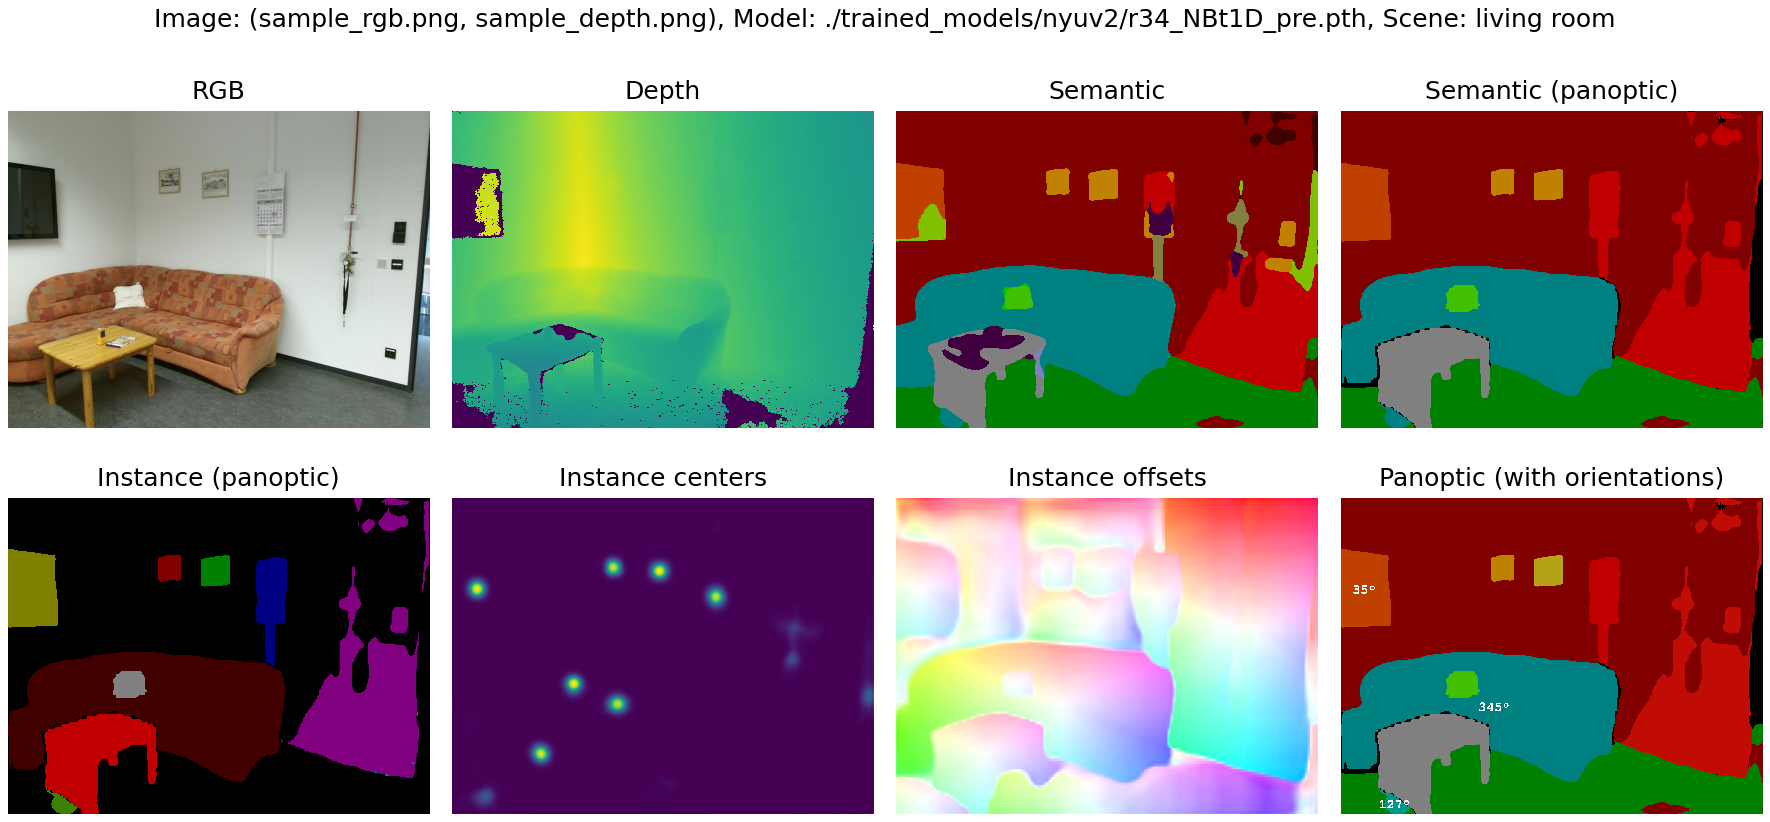 Image: (sample_rgb.png, sample_depth.png), Model: ./trained_models/nyuv2/r34_NBt1D_pre.pth, Scene: living room
RGB
Depth
Semantic
Semantic (panoptic)
Instance (panoptic)
Instance centers
Instance offsets
Panoptic (with orientations)
35°
345°
127°